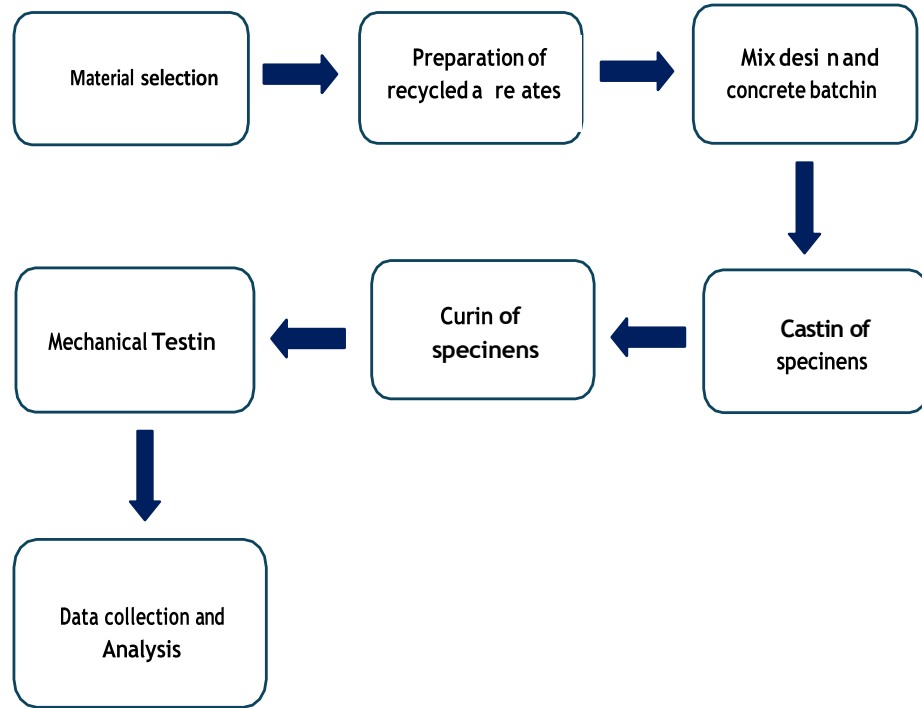 Material selection
Preparation of
recycled a re ates
Mix desi n and
concrete batchin
Castin of
specinens
Curin of
specinens
Mechanical Testin
Data collection and
Analysis